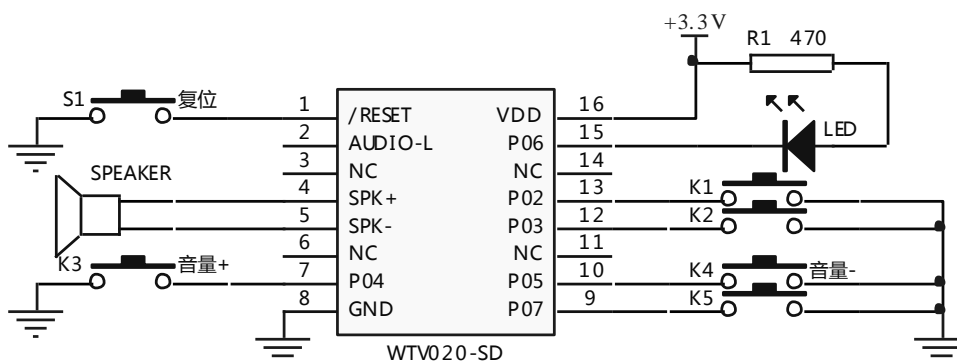 +3.3V
R1 470
S1 复位 1 /RESET VDD 16
2 AUDIO-L P06 15 LED
3 NC NC 14
SPEAKER 4 SPK+ P02 13 K1
5 SPK- P03 12 K2
6 NC NC 11
K3 音量+ 7 P04 P05 10 K4 音量-
8 GND P07 9 K5
WTV020-SD